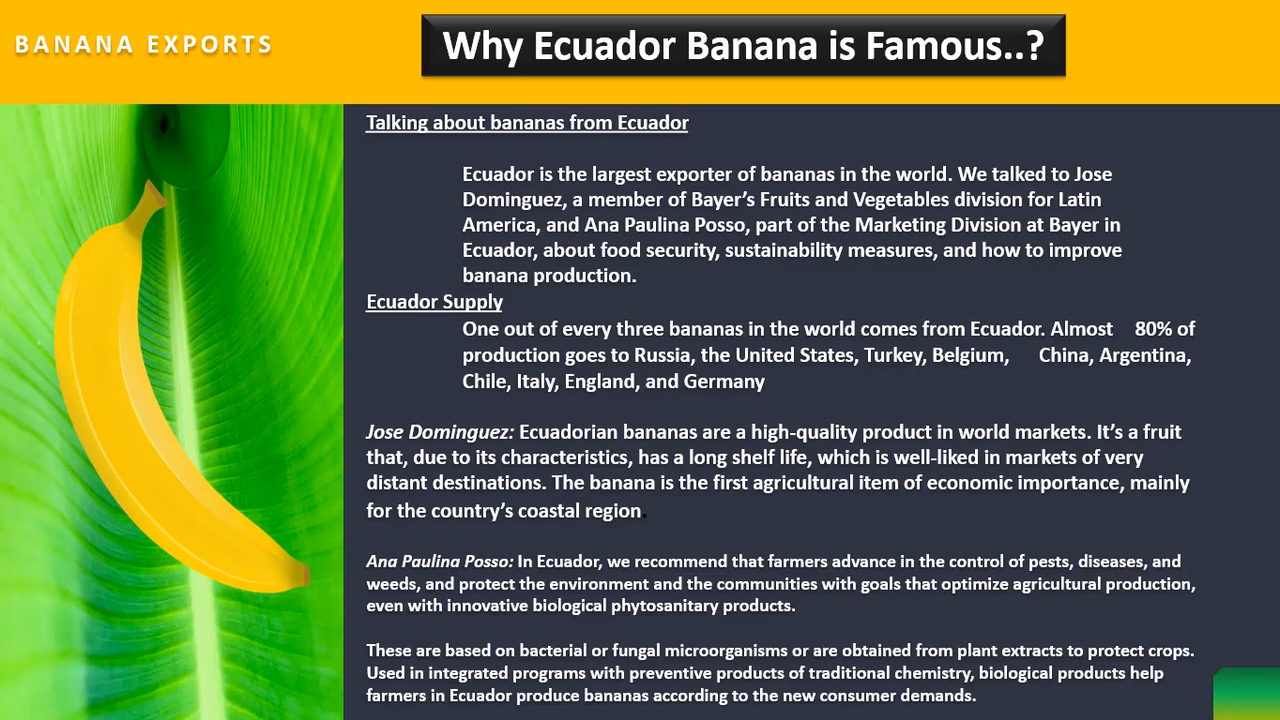 BANANA EXPORTS
Why Ecuador Banana is Famous..?
Talking about bananas from Ecuador
Ecuador is the largest exporter of bananas in the world. We talked to Jose
Dominguez, a member of Bayer’s Fruits and Vegetables division for Latin
America, and Ana Paulina Posso, part of the Marketing Division at Bayer in
Ecuador, about food security, sustainability measures, and how to improve
banana production.
Ecuador Supply
One out of every three bananas in the world comes from Ecuador. Almost 80% of
production goes to Russia, the United States, Turkey, Belgium, China, Argentina,
Chile, Italy, England, and Germany
Jose Dominguez: Ecuadorian bananas are a high-quality product in world markets. It’s a fruit
that, due to its characteristics, has a long shelf life, which is well-liked in markets of very
distant destinations. The banana is the first agricultural item of economic importance, mainly
for the country’s coastal region.
Ana Paulina Posso: In Ecuador, we recommend that farmers advance in the control of pests, diseases, and
weeds, and protect the environment and the communities with goals that optimize agricultural production,
even with innovative biological phytosanitary products.
These are based on bacterial or fungal microorganisms or are obtained from plant extracts to protect crops.
Used in integrated programs with preventive products of traditional chemistry, biological products help
farmers in Ecuador produce bananas according to the new consumer demands.